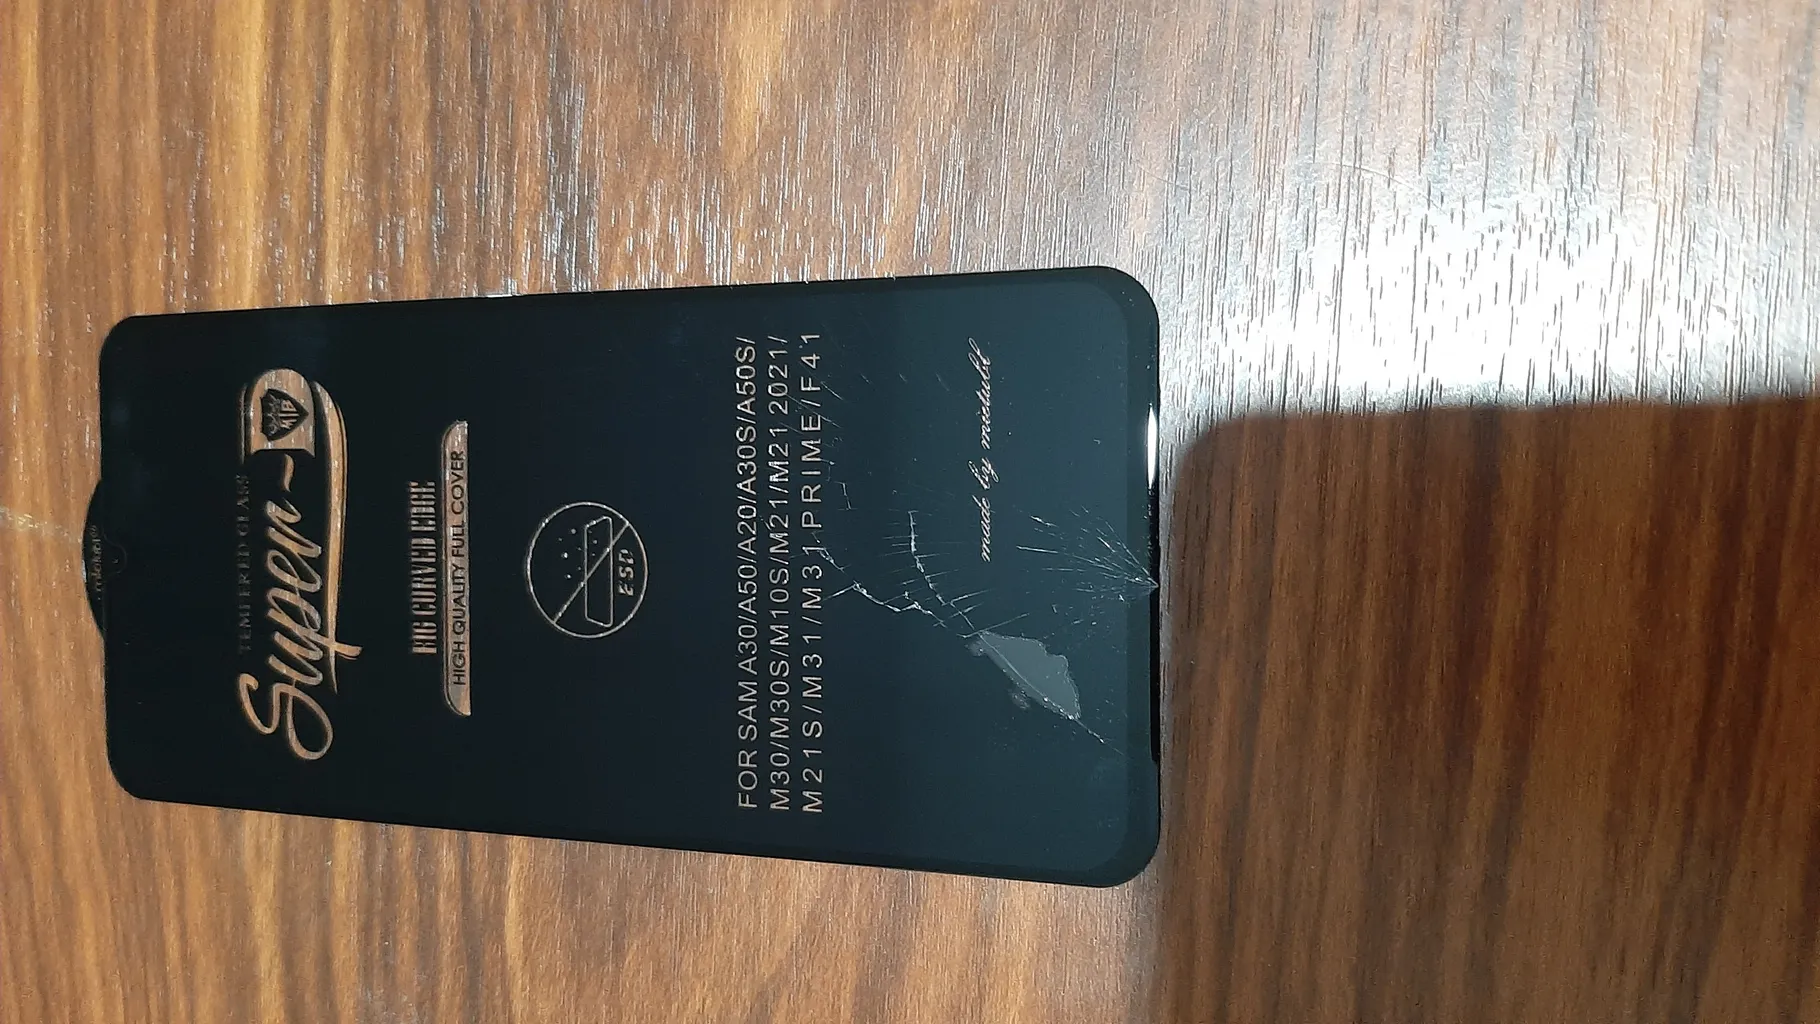 TEMPERED GLASS
Super
BIG CURVED EDGE
HIGH QUALITY FULL COVER
ESD
FOR SAM A30/A50/A20/A30S/A50S/
M30/M30S/M10S/M21/M21 2021/
M21S/M31/M31 PRIME/F41
made by mietubl